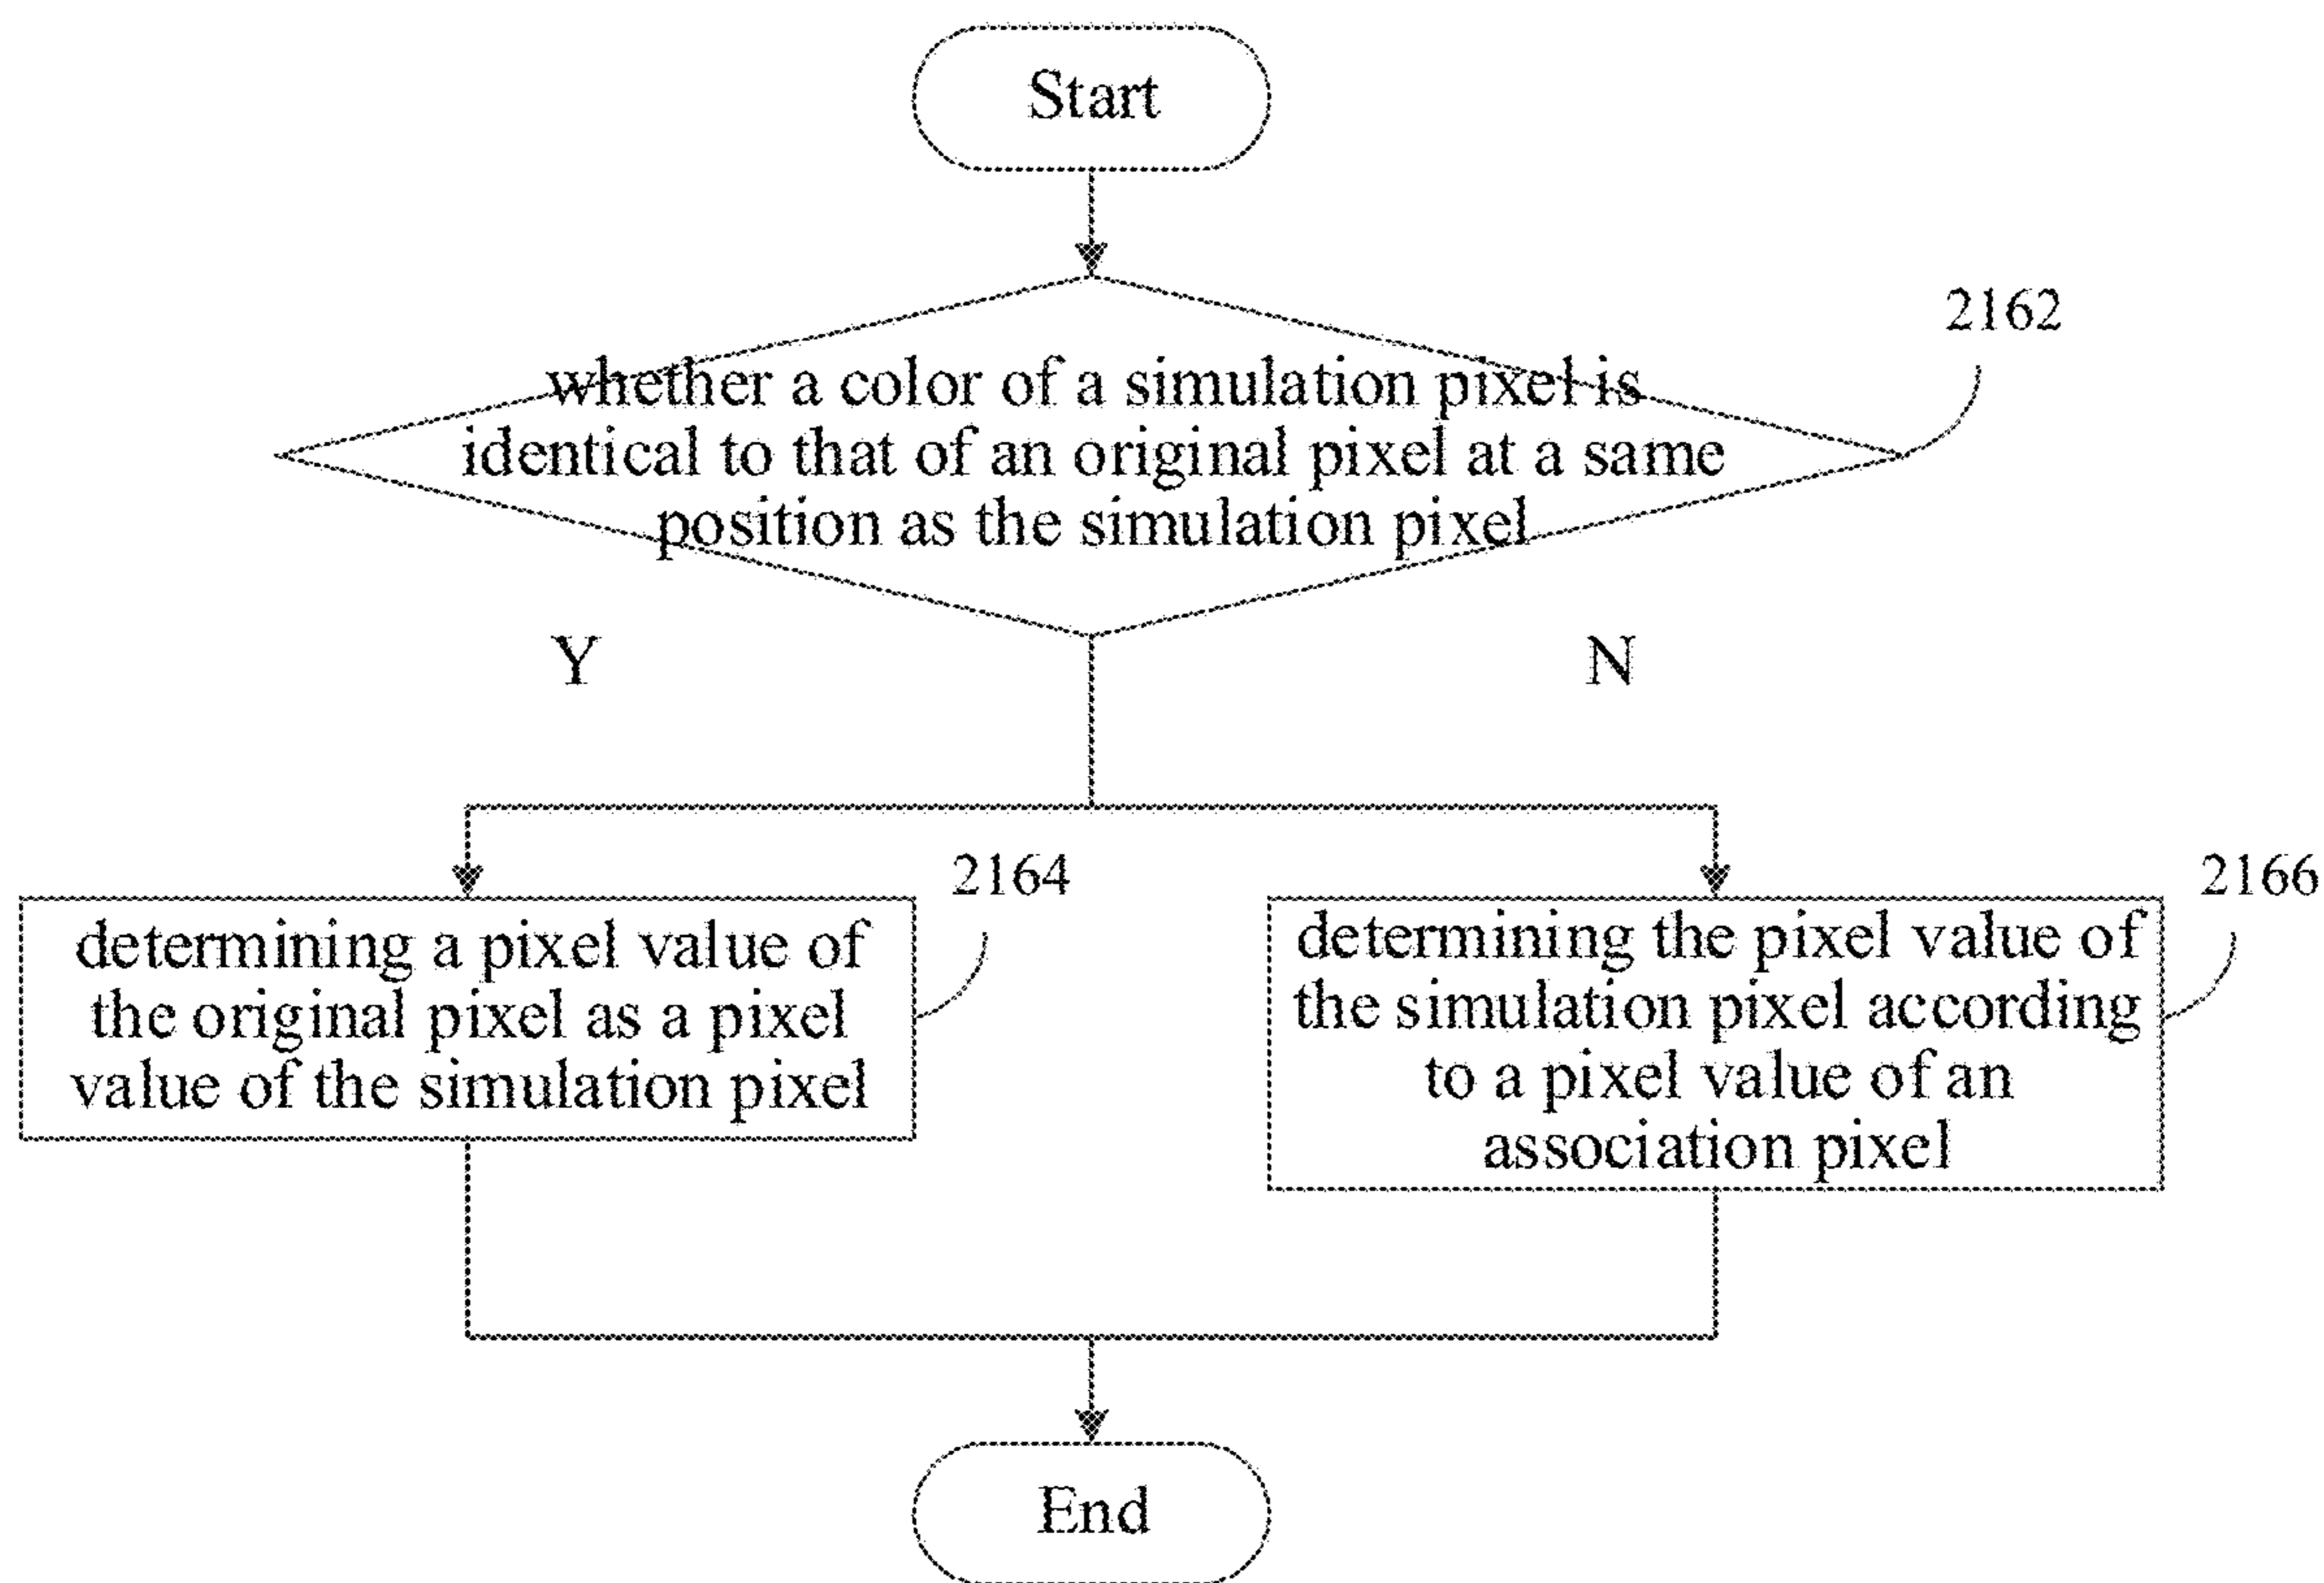 Start
2162
whether a color of a simulation pixel is
identical to that of an original pixel at a same
position as the simulation pixel
Y
N
2164
determining a pixel value of
the original pixel as a pixel
value of the simulation pixel
2166
determining the pixel value of
the simulation pixel according
to a pixel value of an
association pixel
End